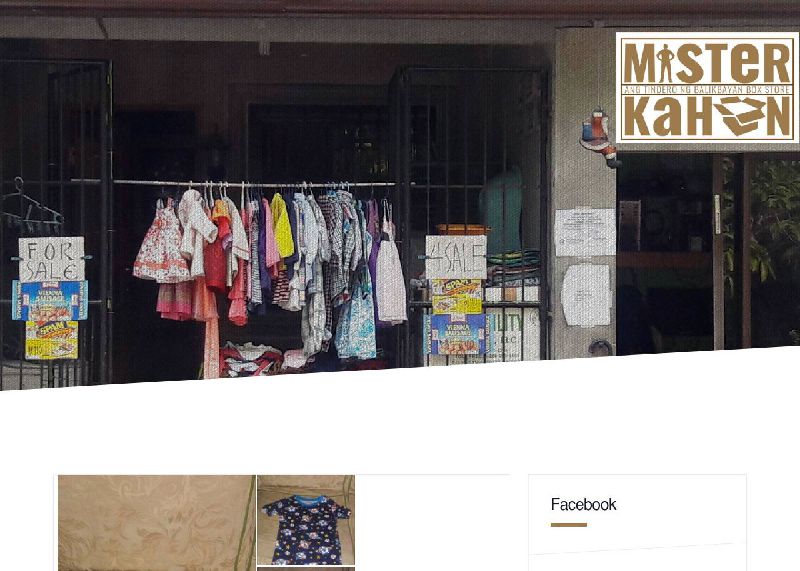 MISTER
ANG TINDERO NG BALIKBAYAN BOX STORE
KAHON
FOR
SALE
VIENNA
SAUSAGE
SPAM
4 SALE
SPAM
VIENNA
SAUSAGE
Facebook